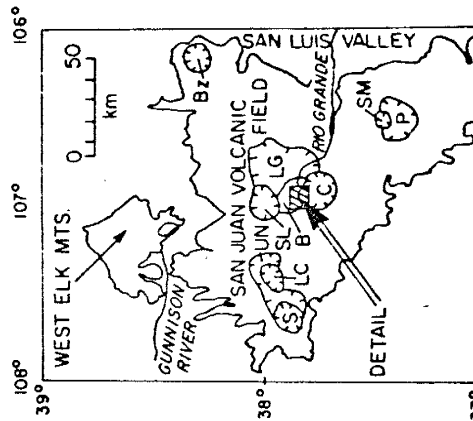 108°
107°
106°
39°
WEST ELK MTS.
0
50
km
GUNNISON
RIVER
Bz
SAN JUAN VOLCANIC
FIELD
SAN LUIS VALLEY
38°
UN
SL
LG
S
LC
B
C
RIO GRANDE
DETAIL
SM
P